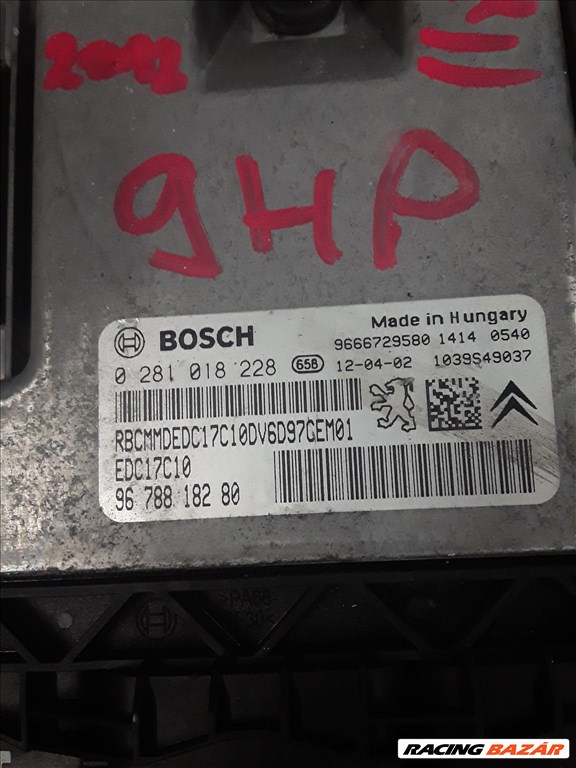 2012
9HP
BOSCH
Made in Hungary
9666729580 1414 0540
0 281 018 228 65B 12-04-02 1039S49037
RBCMMDEDC17C10DV6D97GEM01
EDC17C10
96 788 182 80
RACING BAZÁR